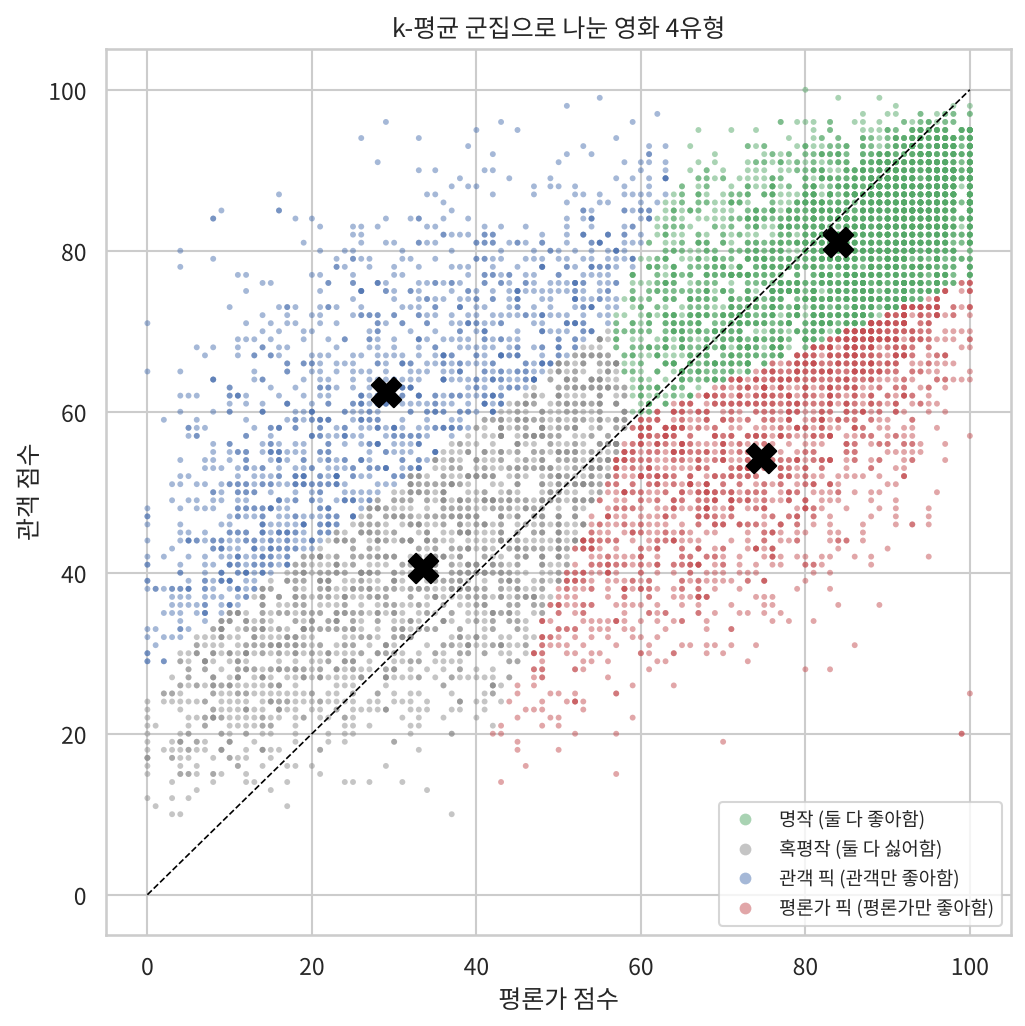 k-평균 군집으로 나눈 영화 4유형
관객 점수
100
80
60
40
20
0
0 20 40 60 80 100
평론가 점수
명작 (둘 다 좋아함)
혹평작 (둘 다 싫어함)
관객 픽 (관객만 좋아함)
평론가 픽 (평론가만 좋아함)